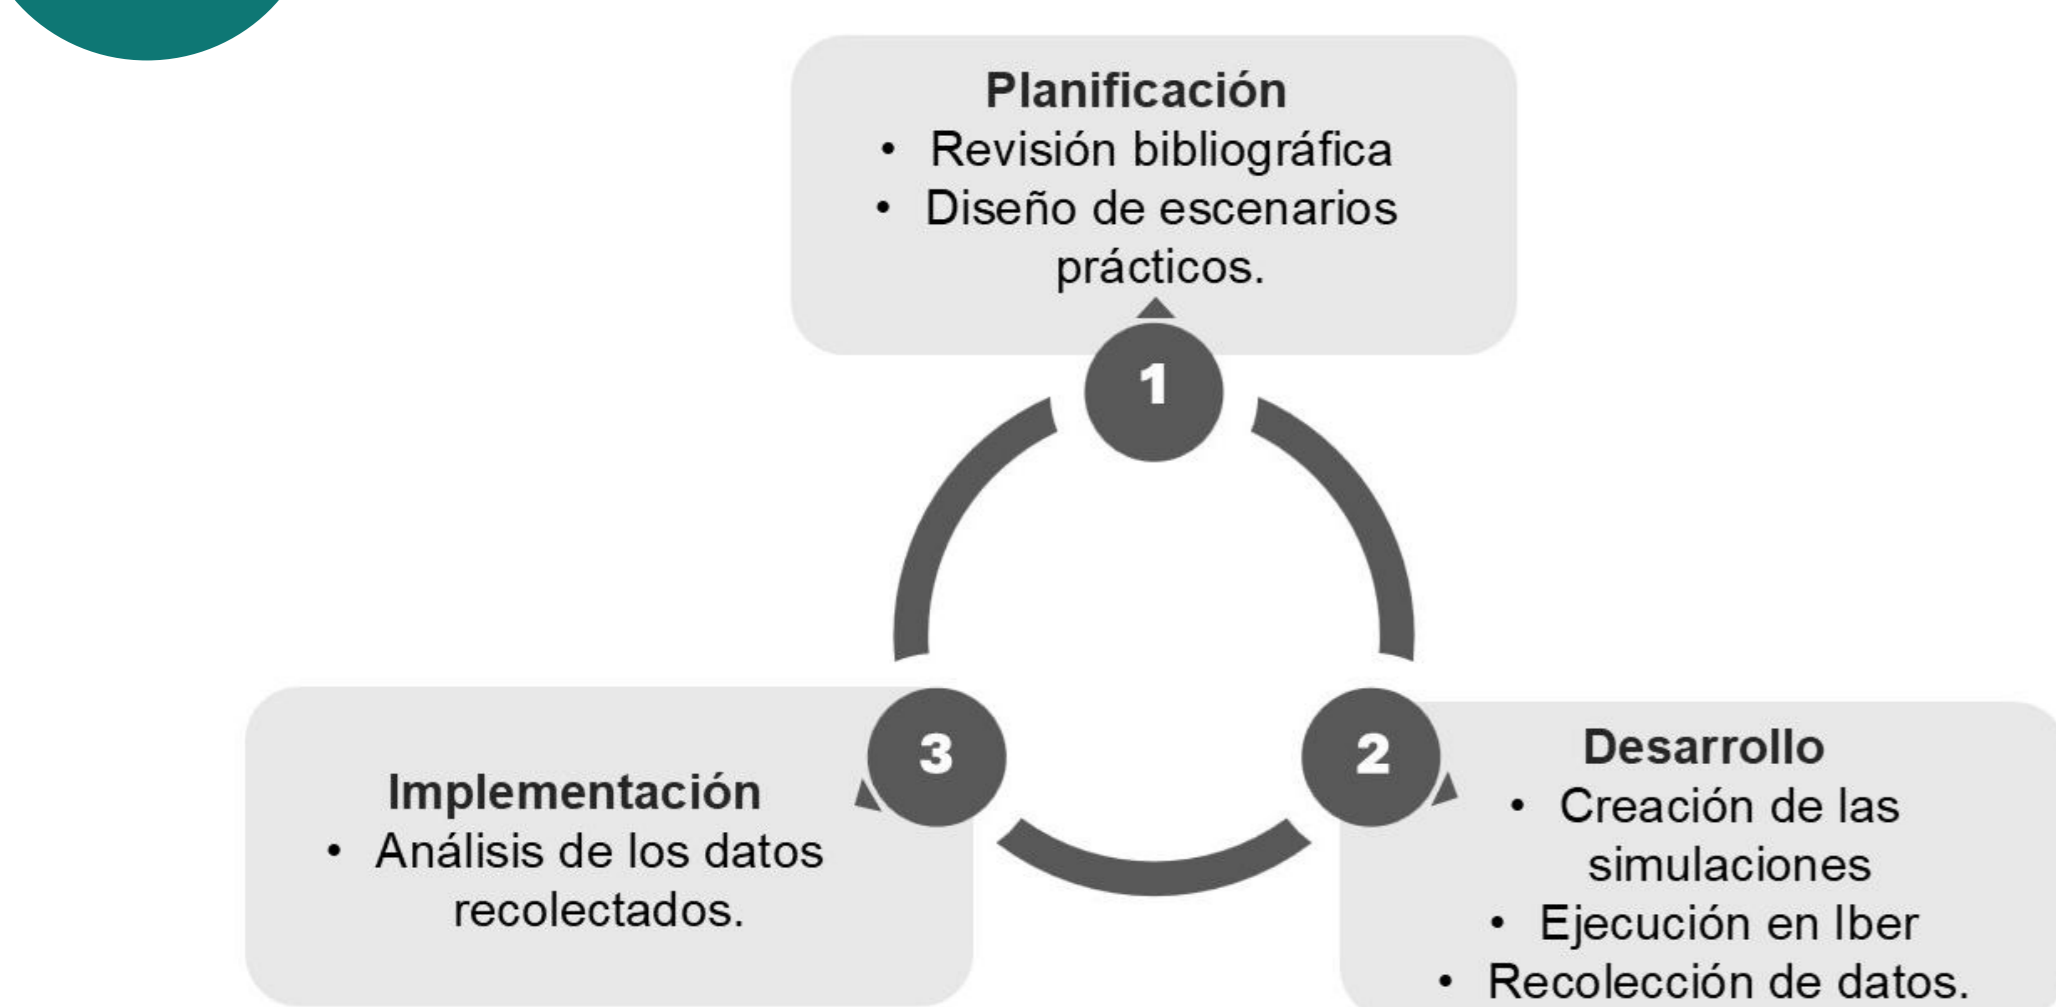 Planificación
• Revisión bibliográfica
• Diseño de escenarios
prácticos.
1
2
Desarrollo
• Creación de las
simulaciones
• Ejecución en Iber
• Recolección de datos.
3
Implementación
• Análisis de los datos
recolectados.